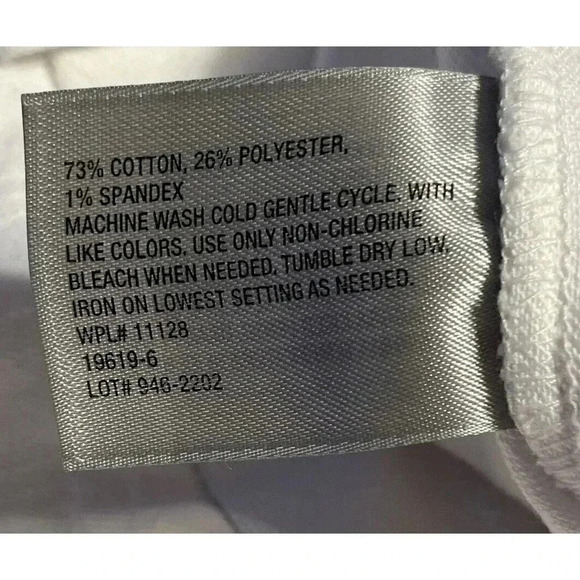 73% COTTON, 26% POLYESTER,
1% SPANDEX
MACHINE WASH COLD GENTLE CYCLE. WITH
LIKE COLORS. USE ONLY NON-CHLORINE
BLEACH WHEN NEEDED. TUMBLE DRY LOW.
IRON ON LOWEST SETTING AS NEEDED.
WPL# 11128
19619-6
LOT# 946-2202